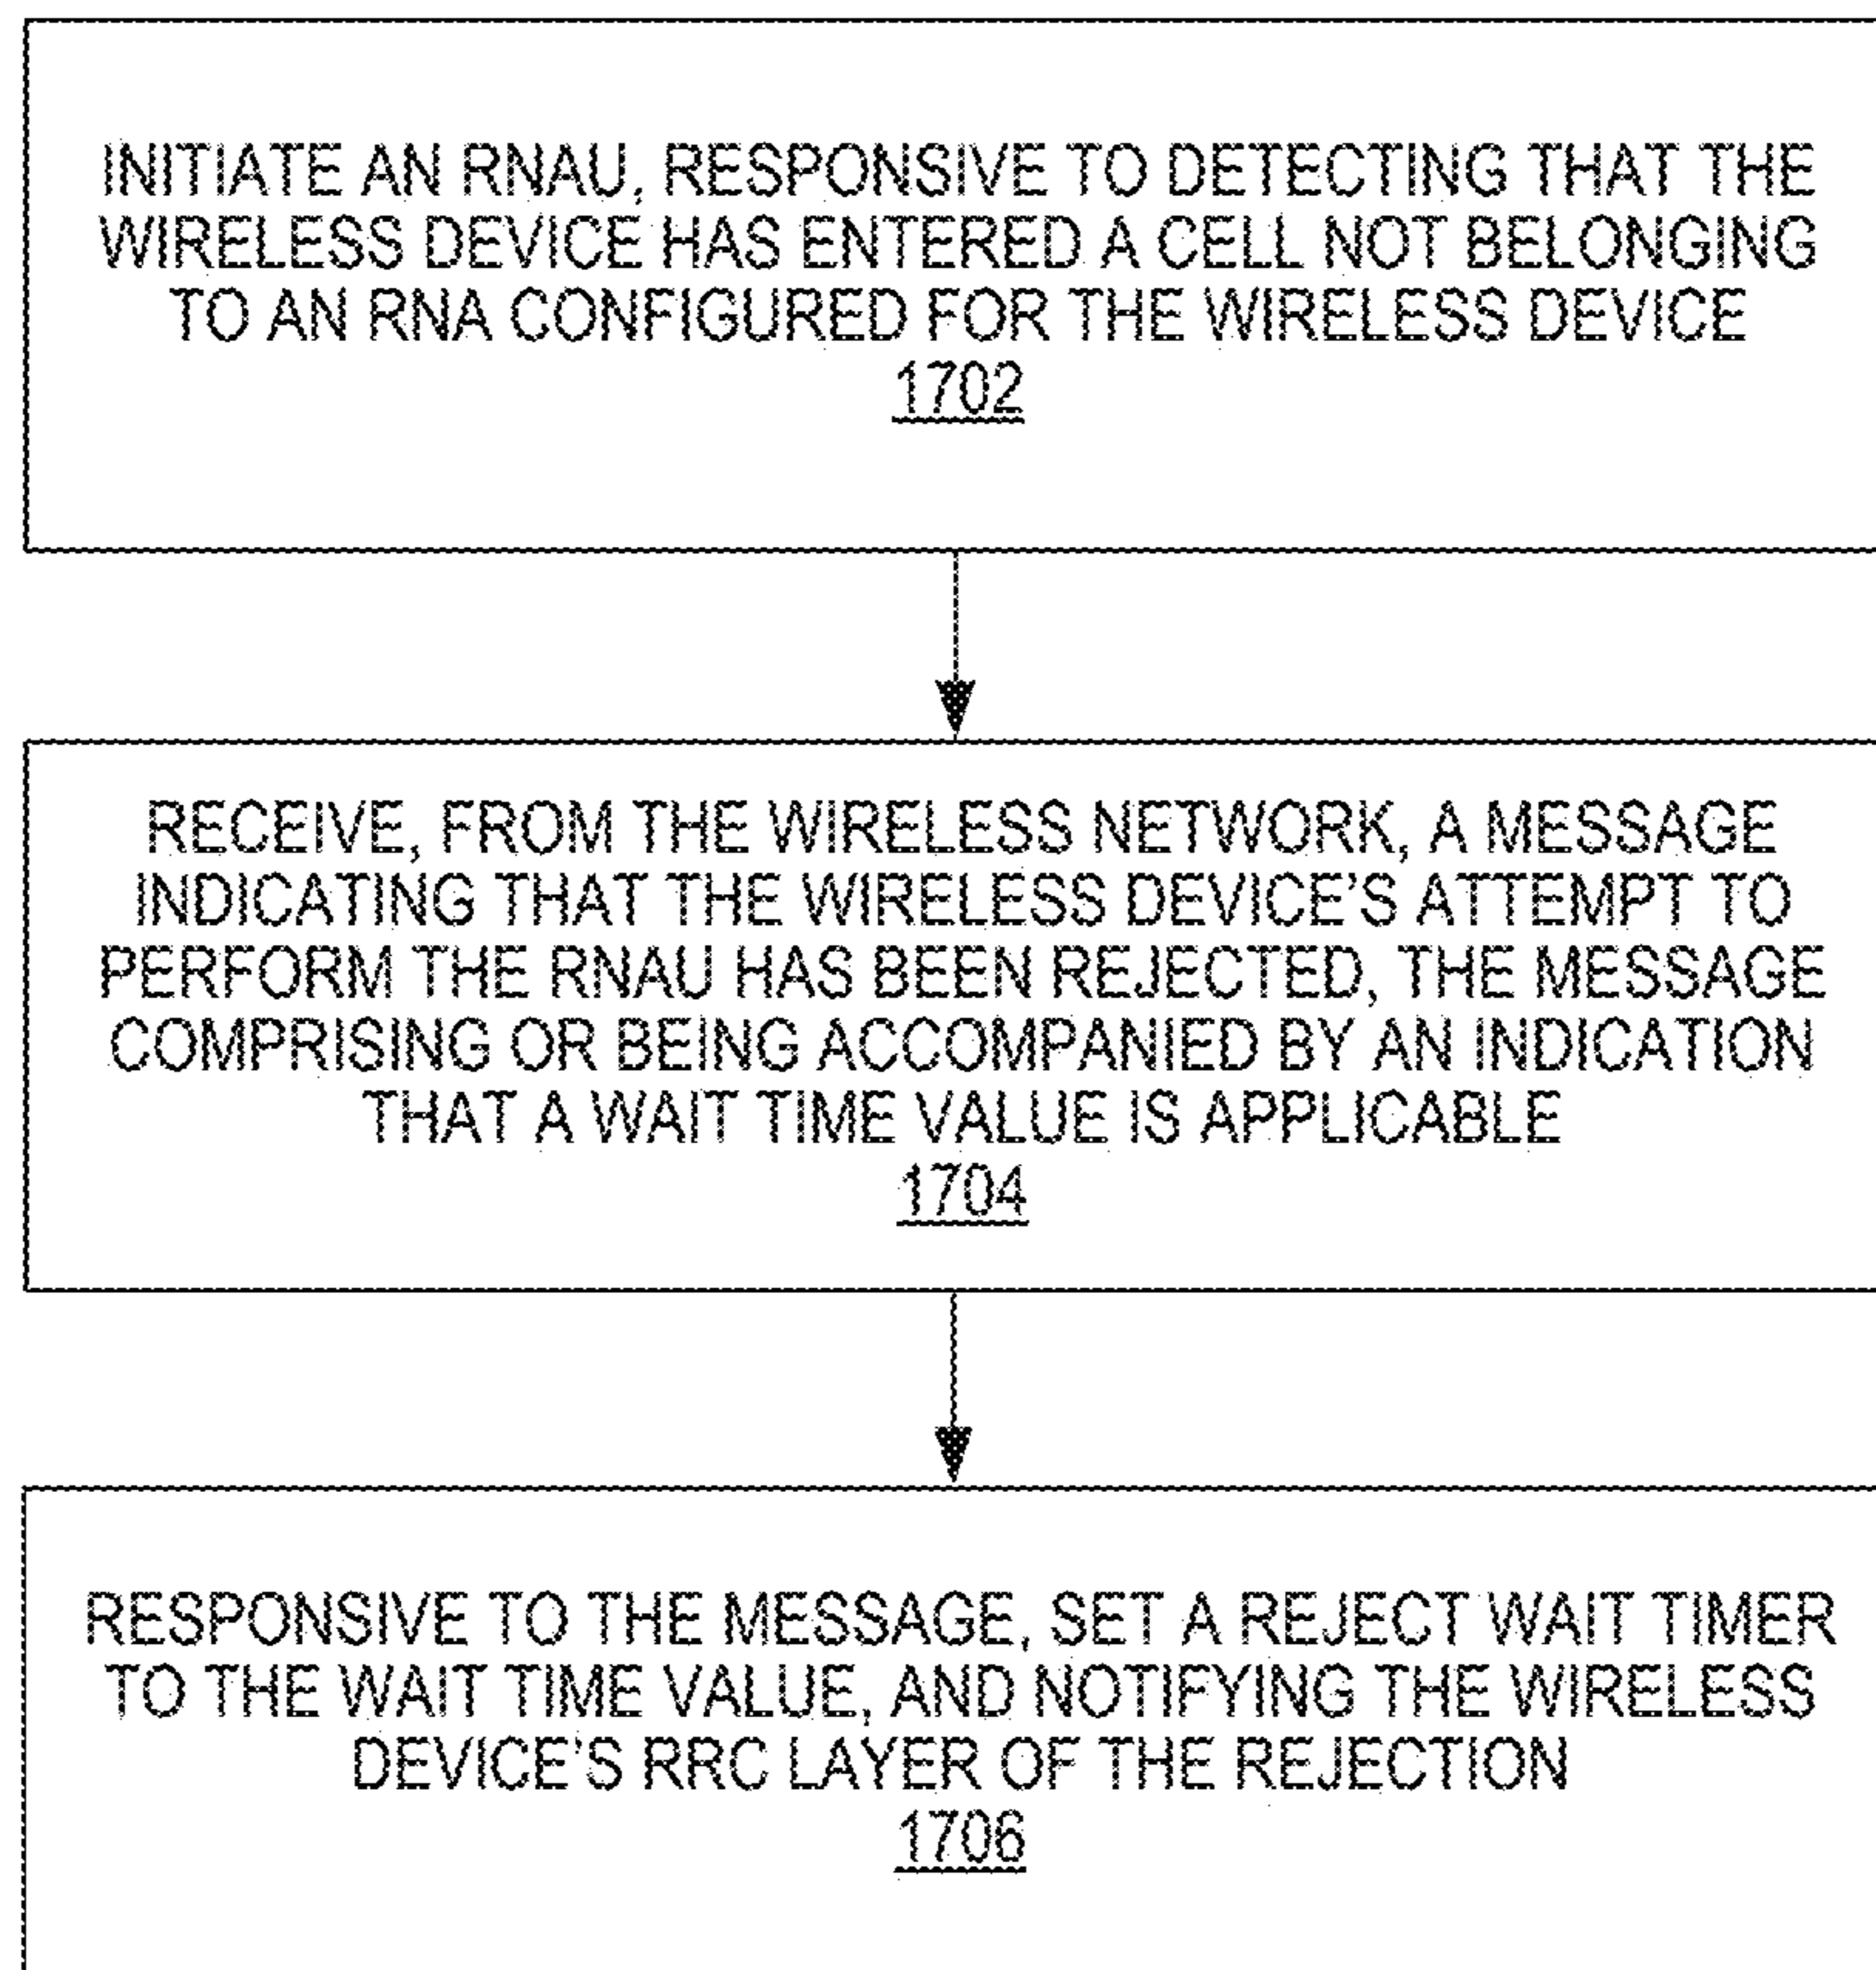 INITIATE AN RNAU, RESPONSIVE TO DETECTING THAT THE
WIRELESS DEVICE HAS ENTERED A CELL NOT BELONGING
TO AN RNA CONFIGURED FOR THE WIRELESS DEVICE
1702
RECEIVE, FROM THE WIRELESS NETWORK, A MESSAGE
INDICATING THAT THE WIRELESS DEVICE'S ATTEMPT TO
PERFORM THE RNAU HAS BEEN REJECTED, THE MESSAGE
COMPRISING OR BEING ACCOMPANIED BY AN INDICATION
THAT A WAIT TIME VALUE IS APPLICABLE
1704
RESPONSIVE TO THE MESSAGE, SET A REJECT WAIT TIMER
TO THE WAIT TIME VALUE, AND NOTIFYING THE WIRELESS
DEVICE'S RRC LAYER OF THE REJECTION
1706